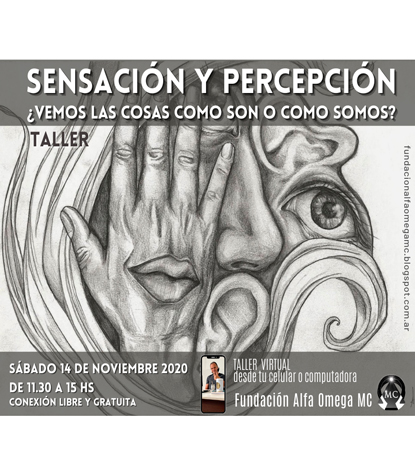 SENSACIÓN Y PERCEPCIÓN
¿VEMOS LAS COSAS COMO SON O COMO SOMOS?
TALLER
fundacionalfaomegamc.blogspot.com.ar
SÁBADO 14 DE NOVIEMBRE 2020
DE 11.30 A 15 HS
CONEXIÓN LIBRE Y GRATUITA
TALLER VIRTUAL
desde tu celular o computadora
Fundación Alfa Omega MC
MC